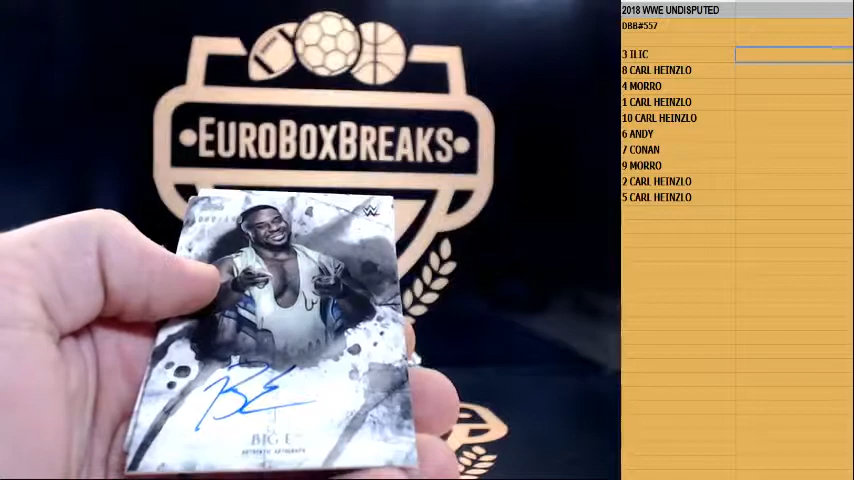 EUROBOXBREAKS
BIG E
AUTHENTIC AUTOGRAPH
2018 WWE UNDISPUTED
DBB#557
3 ILIC
8 CARL HEINZLO
4 MORRO
1 CARL HEINZLO
10 CARL HEINZLO
6 ANDY
7 CONAN
9 MORRO
2 CARL HEINZLO
5 CARL HEINZLO